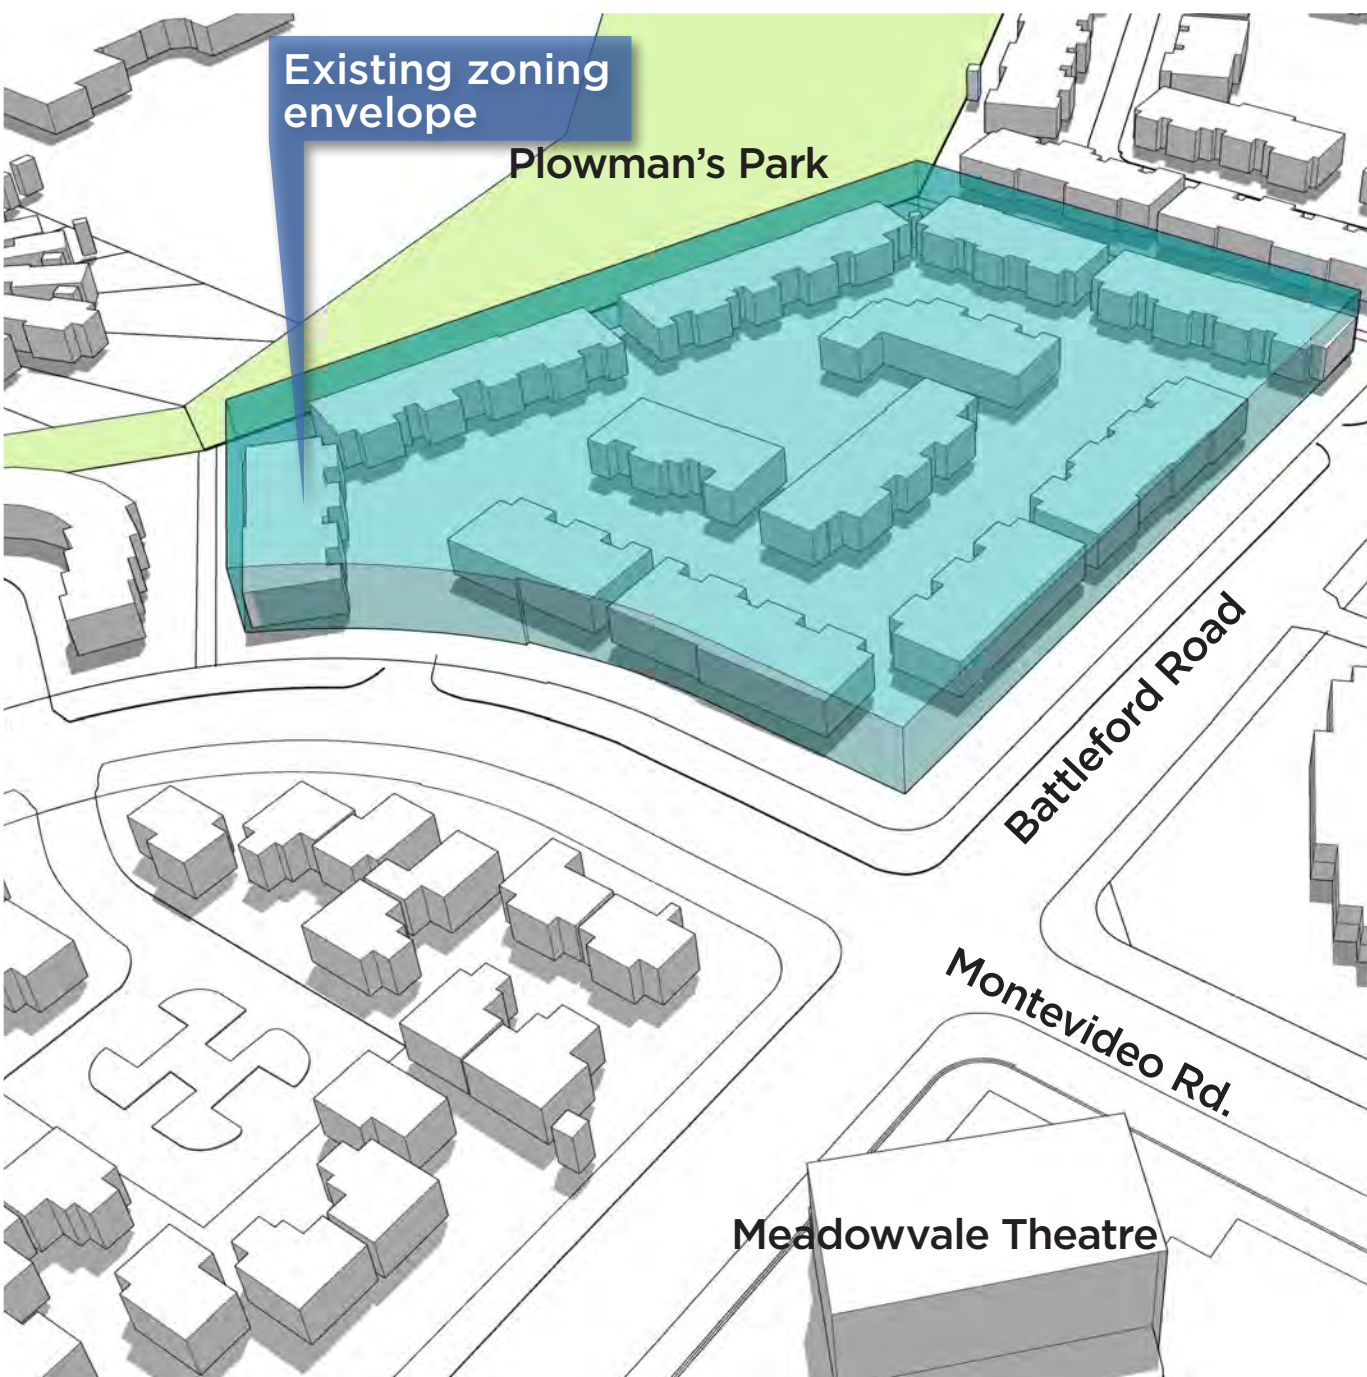 Existing zoning
envelope
Plowman's Park
Battleford Road
Montevideo Rd.
Meadowvale Theatre